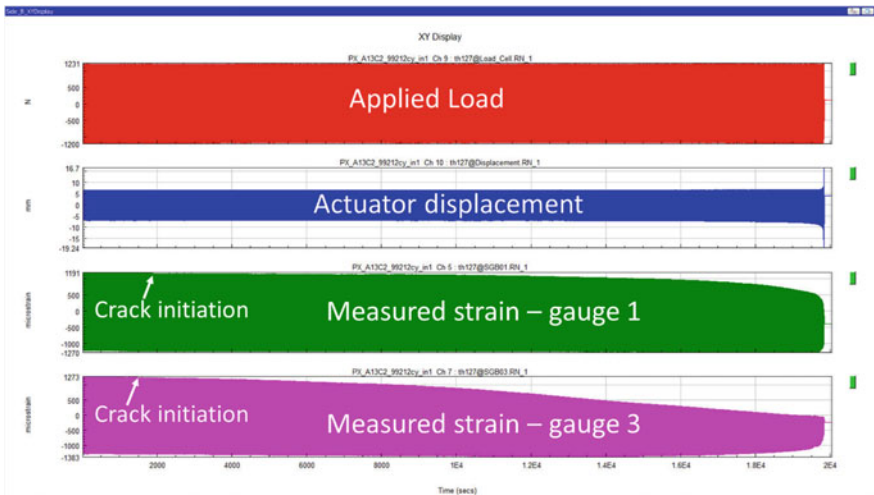 Side_B_XYDisplay
XY Display
PX_A13C2_99212cy_in1 Ch 9 : th127@Load_Cell.RN_1
1231
500
0
-500
-1200
N
Applied Load
PX_A13C2_99212cy_in1 Ch 10 : th127@Displacement.RN_1
16.7
10
5
0
-5
-10
-15
-19.24
mm
Actuator displacement
PX_A13C2_99212cy_in1 Ch 5 : th127@SGB01.RN_1
1191
500
0
-500
-1000
-1270
microstrain
Crack initiation
Measured strain – gauge 1
PX_A13C2_99212cy_in1 Ch 7 : th127@SGB03.RN_1
1273
500
0
-500
-1000
-1383
microstrain
Crack initiation
Measured strain – gauge 3
2000 4000 6000 8000 1E4 1.2E4 1.4E4 1.6E4 1.8E4 2E4
Time (secs)